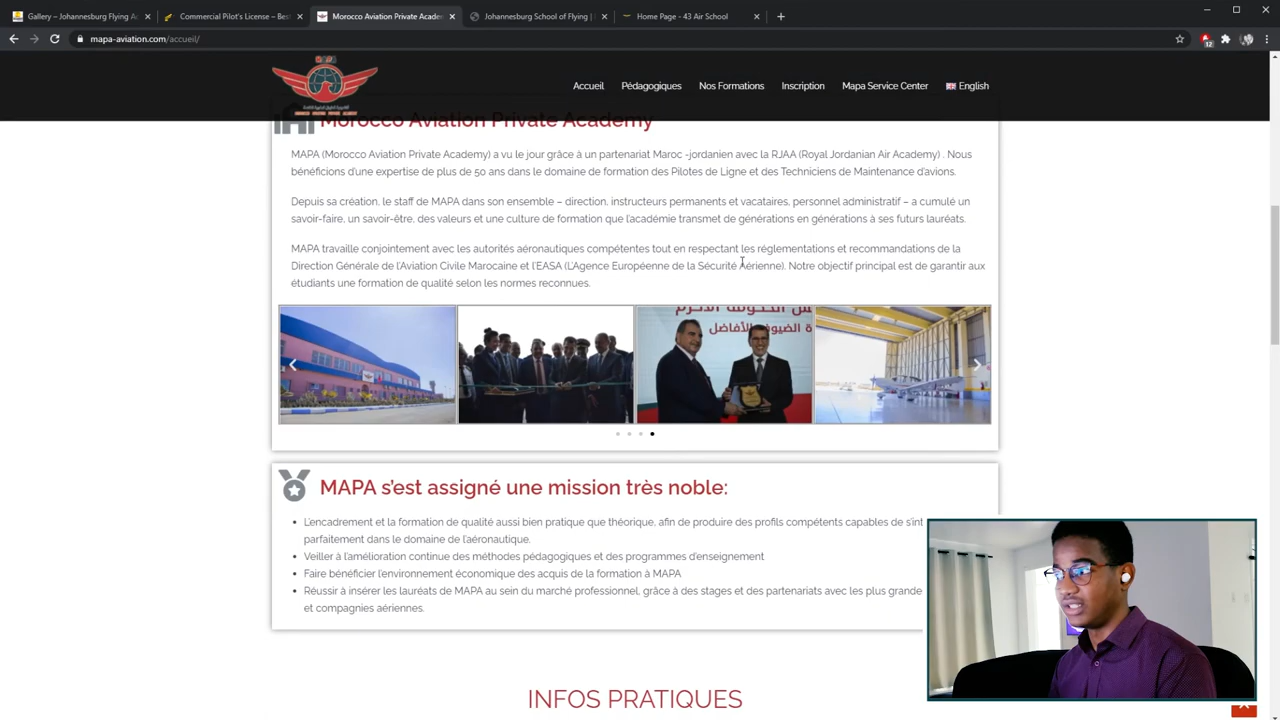 Gallery – Johannesburg Flying Ac
Commercial Pilot's License – Bes
Morocco Aviation Private Acade
Johannesburg School of Flying |
Home Page - 43 Air School
mapa-aviation.com/accueil/
12
Accueil
Pédagogiques
Nos Formations
Inscription
Mapa Service Center
English
Morocco Aviation Private Academy
MAPA (Morocco Aviation Private Academy) a vu le jour grâce à un partenariat Maroc -jordanien avec la RJAA (Royal Jordanian Air Academy) . Nous
bénéficions d'une expertise de plus de 50 ans dans le domaine de formation des Pilotes de Ligne et des Techniciens de Maintenance d'avions.
Depuis sa création, le staff de MAPA dans son ensemble – direction, instructeurs permanents et vacataires, personnel administratif – a cumulé un
savoir-faire, un savoir-être, des valeurs et une culture de formation que l'académie transmet de générations en générations à ses futurs lauréats.
MAPA travaille conjointement avec les autorités aéronautiques compétentes tout en respectant les réglementations et recommandations de la
Direction Générale de l'Aviation Civile Marocaine et l'EASA (L'Agence Européenne de la Sécurité Aérienne). Notre objectif principal est de garantir aux
étudiants une formation de qualité selon les normes reconnues.
MAPA s'est assigné une mission très noble:
L'encadrement et la formation de qualité aussi bien pratique que théorique, afin de produire des profils compétents capables de s'int
parfaitement dans le domaine de l'aéronautique.
Veiller à l'amélioration continue des méthodes pédagogiques et des programmes d'enseignement
Faire bénéficier l'environnement économique des acquis de la formation à MAPA
Réussir à insérer les lauréats de MAPA au sein du marché professionnel, grâce à des stages et des partenariats avec les plus grande
et compagnies aériennes.
INFOS PRATIQUES